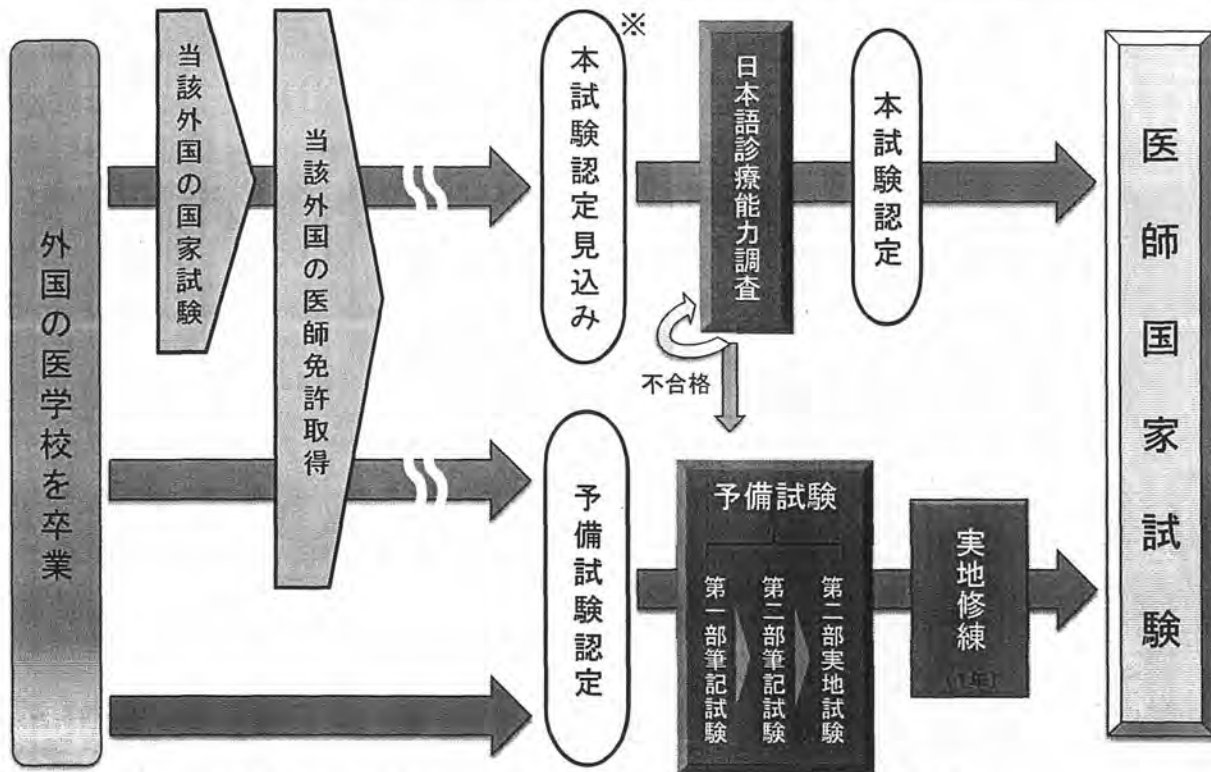 外国の医学校を卒業
当該外国の国家試験
当該外国の医師免許取得
本試験認定見込み
※
日本語診療能力調査
本試験認定
不合格
予備試験認定
予備試験
第一部筆記試験
第二部筆記試験
第二部実地試験
実地修練
(1年)
医師国家試験